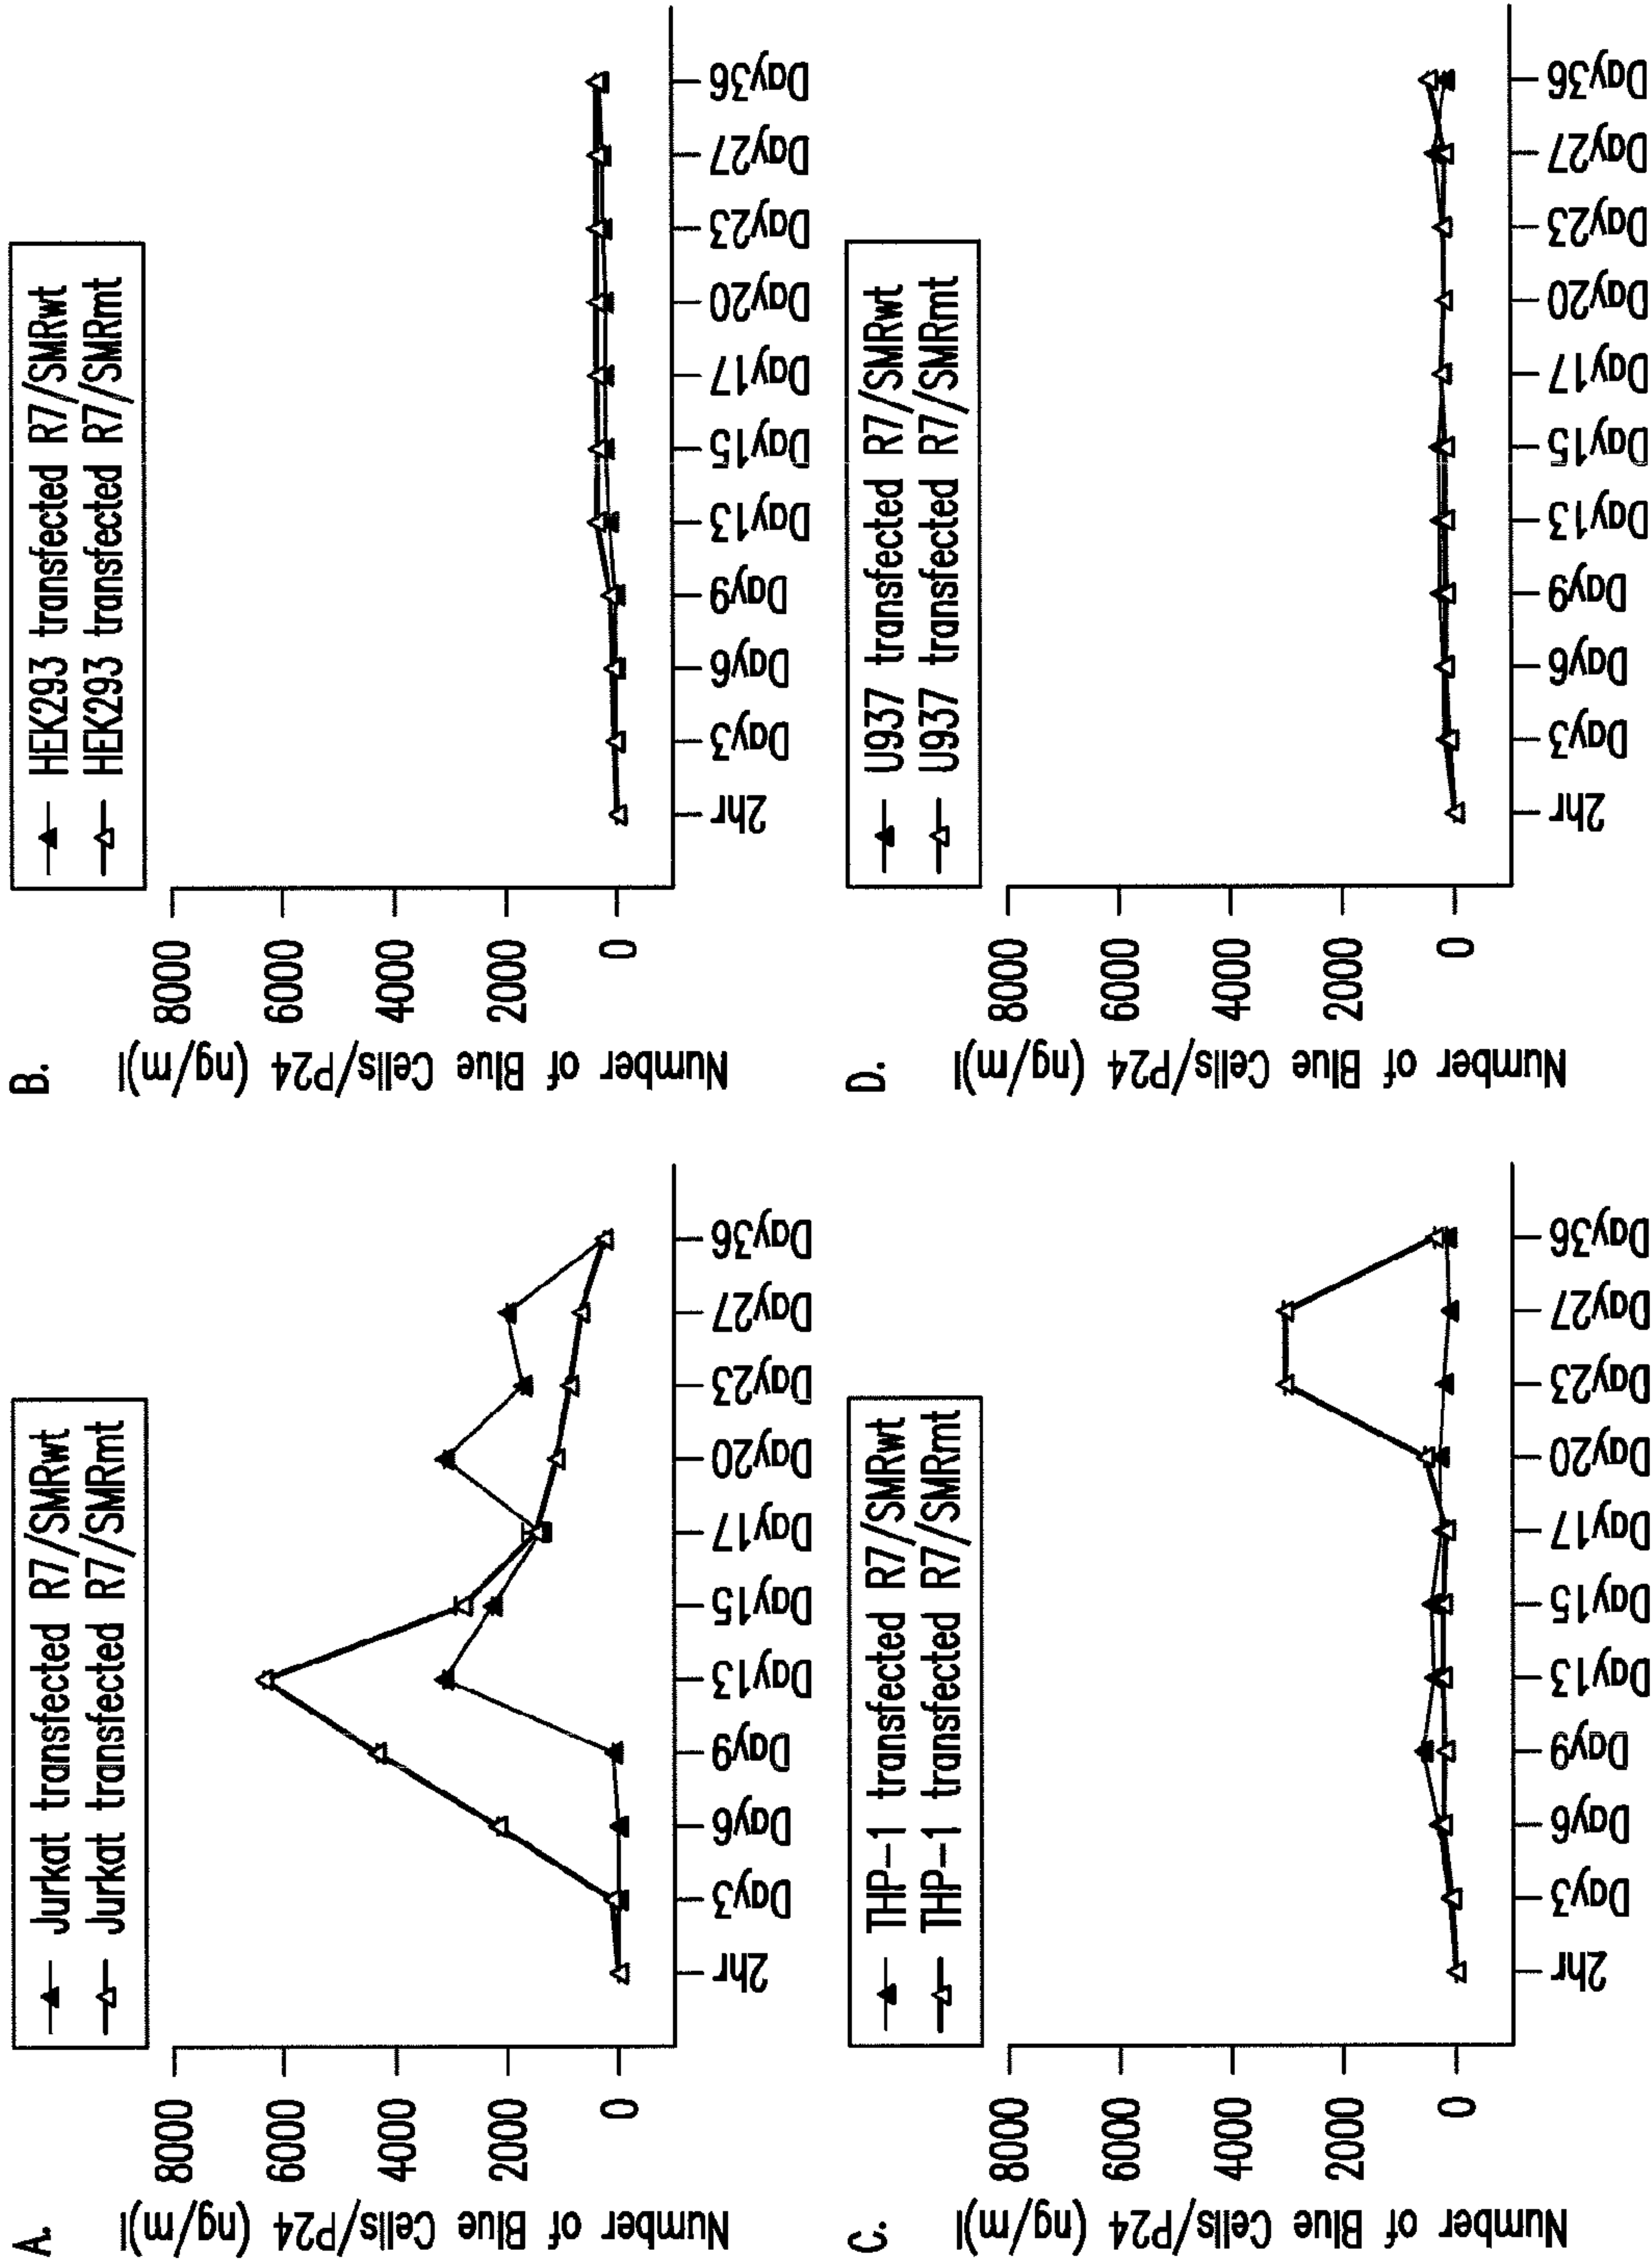 A.
Jurkat transfected R7/SMRwt
Jurkat transfected R7/SMRmt
Number of Blue Cells/P24 (ng/m)l
8000
6000
4000
2000
0
2hr
Day3
Day6
Day9
Day13
Day15
Day17
Day20
Day23
Day27
Day36
B.
HEK293 transfected R7/SMRwt
HEK293 transfected R7/SMRmt
Number of Blue Cells/P24 (ng/m)l
8000
6000
4000
2000
0
2hr
Day3
Day6
Day9
Day13
Day15
Day17
Day20
Day23
Day27
Day36
C.
THP-1 transfected R7/SMRwt
THP-1 transfected R7/SMRmt
Number of Blue Cells/P24 (ng/m)l
8000
6000
4000
2000
0
2hr
Day3
Day6
Day9
Day13
Day15
Day17
Day20
Day23
Day27
Day36
D.
U937 transfected R7/SMRwt
U937 transfected R7/SMRmt
Number of Blue Cells/P24 (ng/m)l
8000
6000
4000
2000
0
2hr
Day3
Day6
Day9
Day13
Day15
Day17
Day20
Day23
Day27
Day36